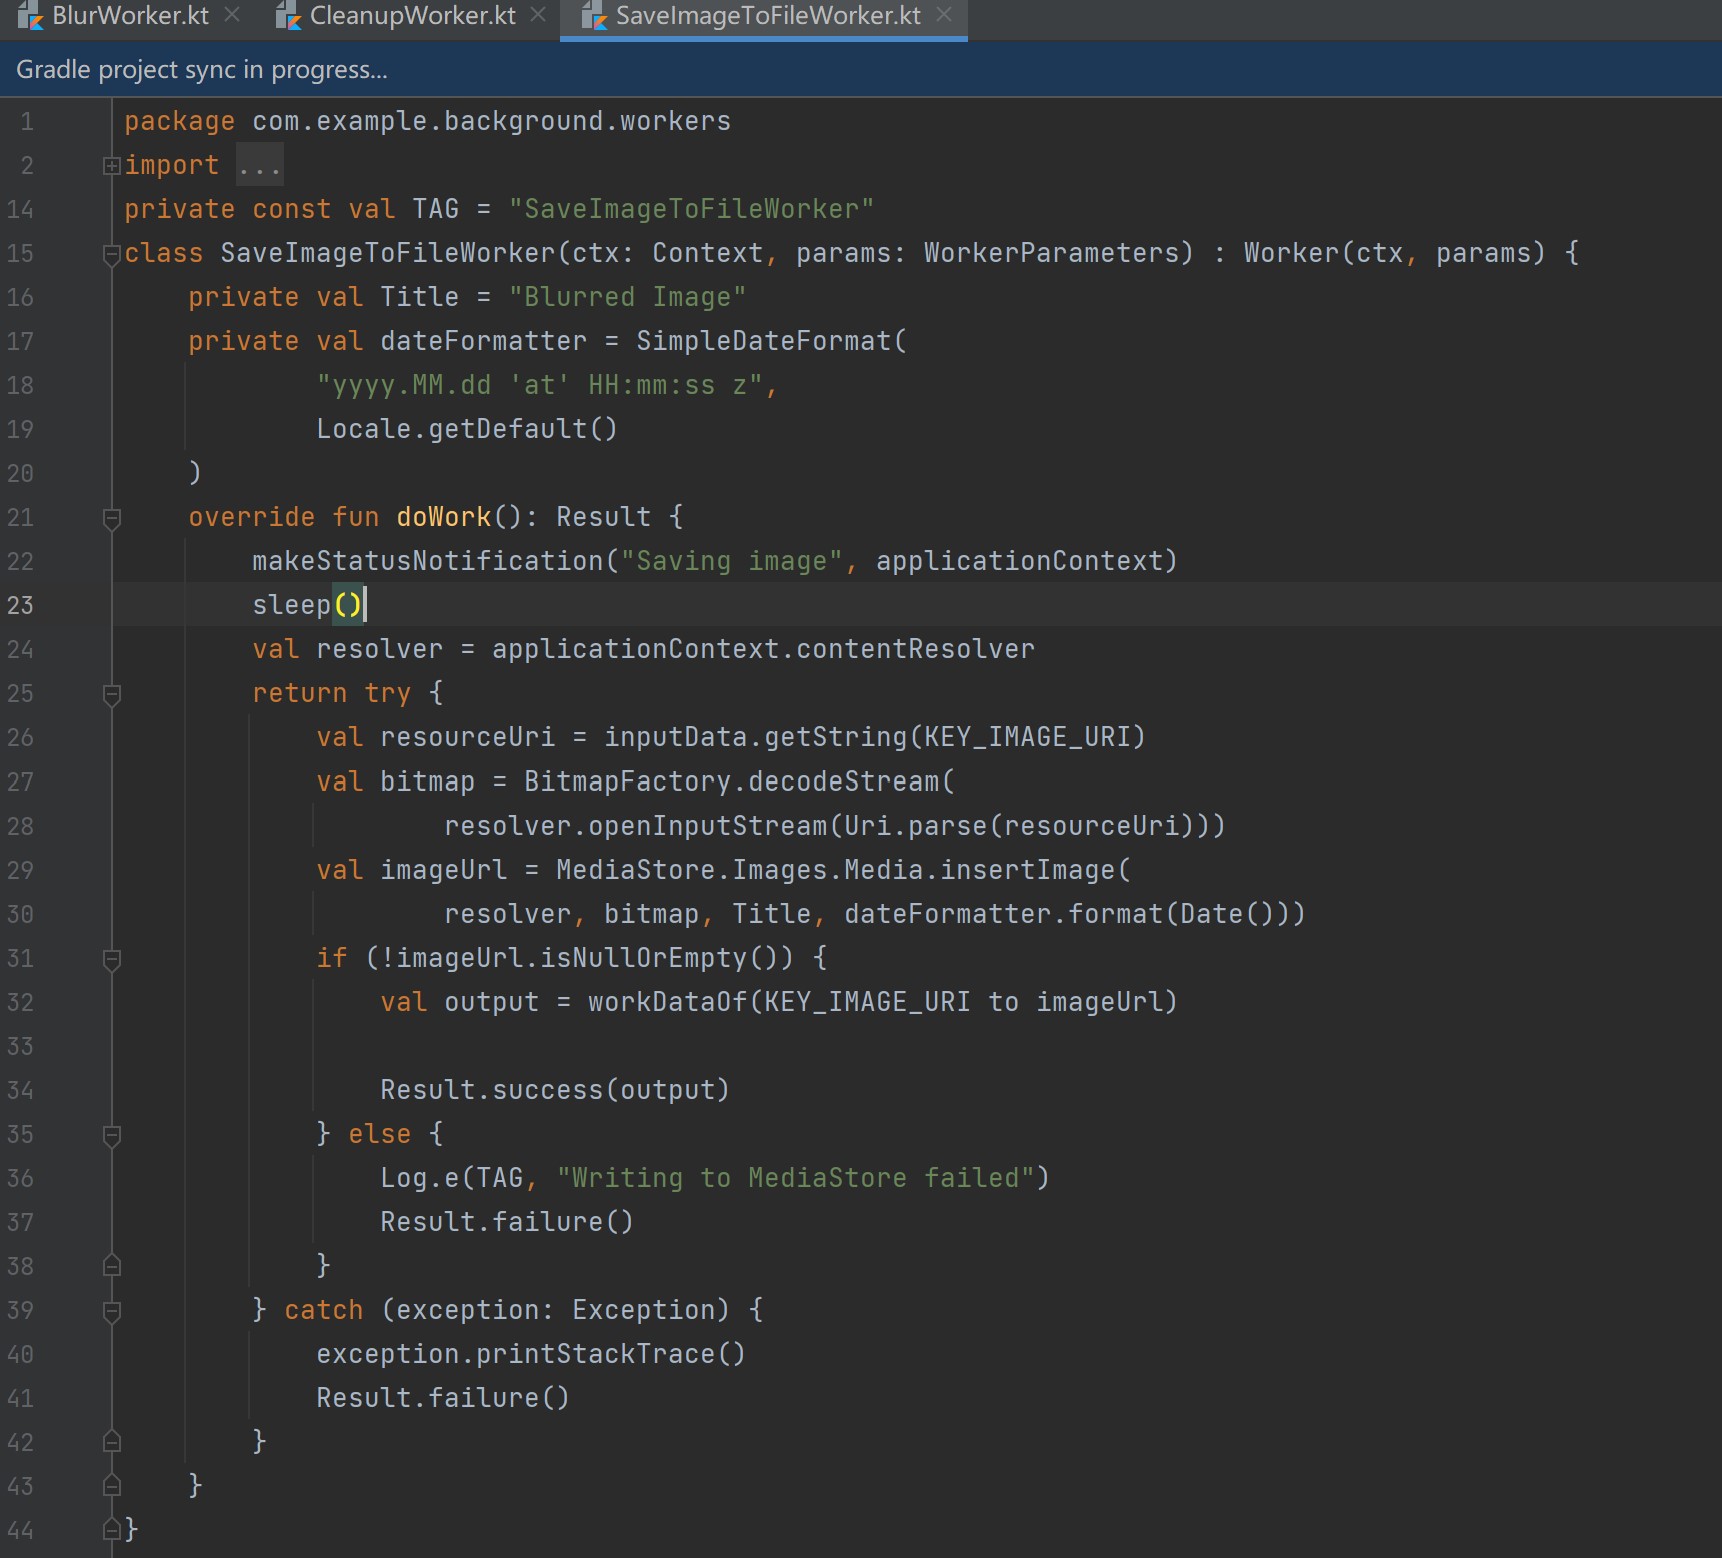 BlurWorker.kt CleanupWorker.kt SaveImageToFileWorker.kt
Gradle project sync in progress...
1 package com.example.background.workers
2 import ...
14 private const val TAG = "SaveImageToFileWorker"
15 class SaveImageToFileWorker(ctx: Context, params: WorkerParameters) : Worker(ctx, params) {
16 private val Title = "Blurred Image"
17 private val dateFormatter = SimpleDateFormat(
18 "yyyy.MM.dd 'at' HH:mm:ss z",
19 Locale.getDefault()
20 )
21 override fun doWork(): Result {
22 makeStatusNotification("Saving image", applicationContext)
23 sleep()
24 val resolver = applicationContext.contentResolver
25 return try {
26 val resourceUri = inputData.getString(KEY_IMAGE_URI)
27 val bitmap = BitmapFactory.decodeStream(
28 resolver.openInputStream(Uri.parse(resourceUri)))
29 val imageUrl = MediaStore.Images.Media.insertImage(
30 resolver, bitmap, Title, dateFormatter.format(Date()))
31 if (!imageUrl.isNullOrEmpty()) {
32 val output = workDataOf(KEY_IMAGE_URI to imageUrl)
33
34 Result.success(output)
35 } else {
36 Log.e(TAG, "Writing to MediaStore failed")
37 Result.failure()
38 }
39 } catch (exception: Exception) {
40 exception.printStackTrace()
41 Result.failure()
42 }
43 }
44 }